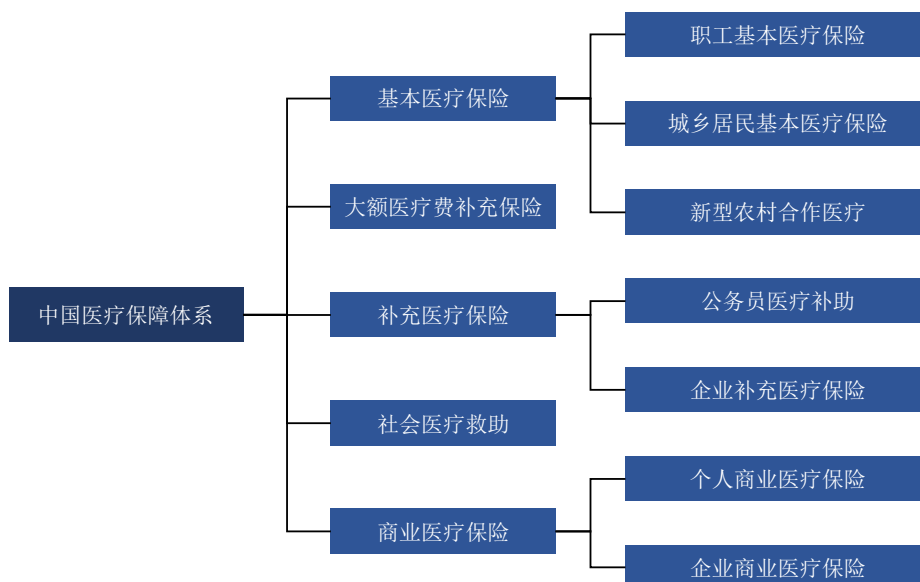 中国医疗保障体系
基本医疗保险
职工基本医疗保险
城乡居民基本医疗保险
新型农村合作医疗
大额医疗费补充保险
补充医疗保险
公务员医疗补助
企业补充医疗保险
社会医疗救助
商业医疗保险
个人商业医疗保险
企业商业医疗保险